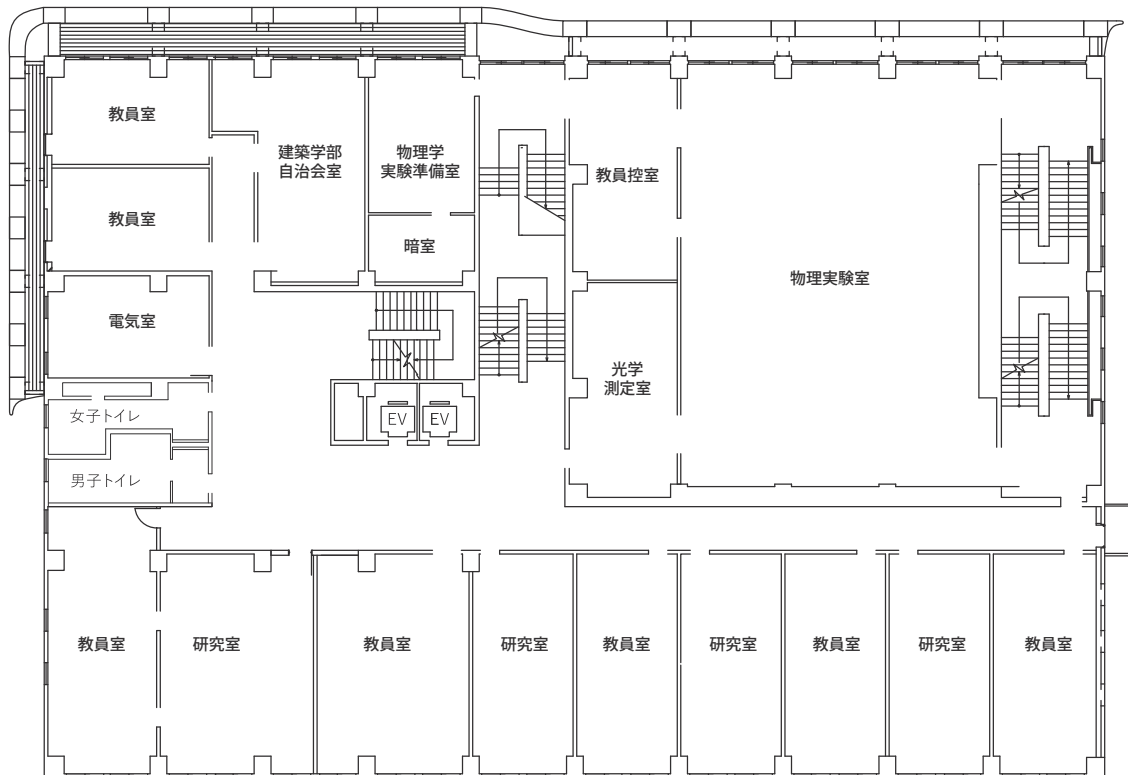 教員室
建築学部
自治会室
物理学
実験準備室
教員控室
教員室
暗室
物理実験室
電気室
光学
測定室
女子トイレ
EV
EV
男子トイレ
教員室
研究室
教員室
研究室
教員室
研究室
教員室
研究室
教員室